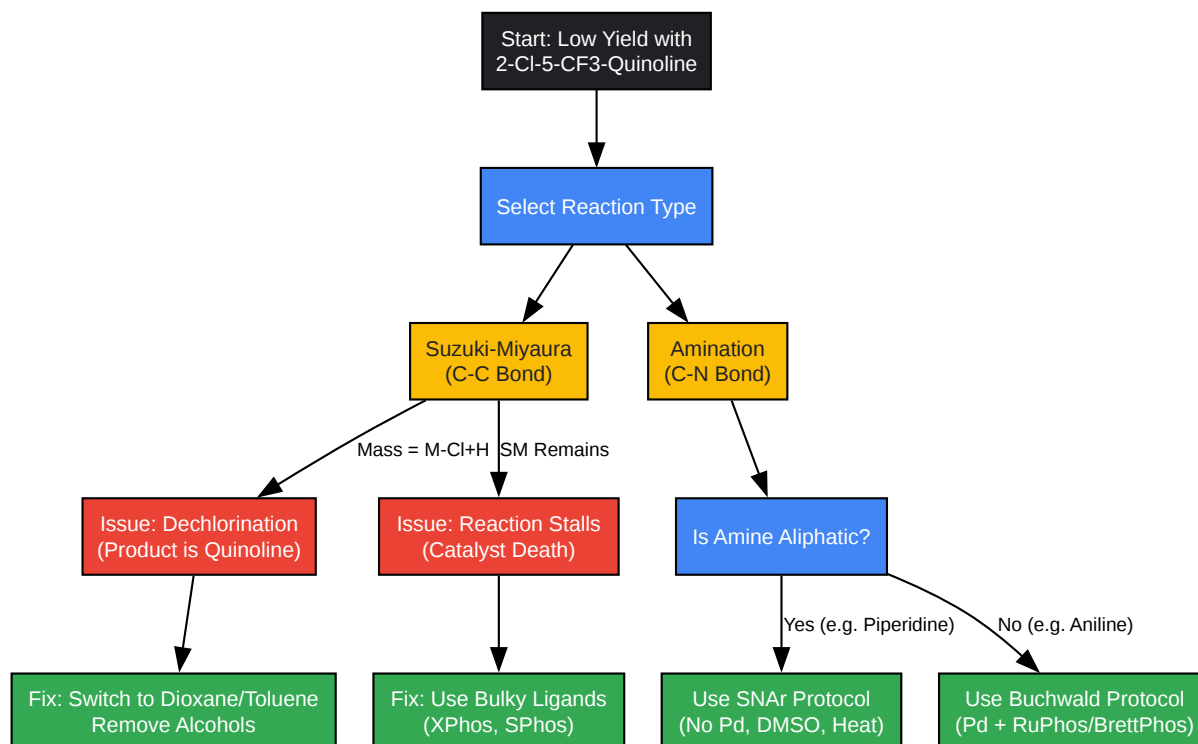 Start: Low Yield with
2-Cl-5-CF3-Quinoline
Select Reaction Type
Suzuki-Miyaura
(C-C Bond)
Amination
(C-N Bond)
Mass = M-Cl+H
SM Remains
Issue: Dechlorination
(Product is Quinoline)
Issue: Reaction Stalls
(Catalyst Death)
Is Amine Aliphatic?
Yes (e.g. Piperidine)
No (e.g. Aniline)
Fix: Switch to Dioxane/Toluene
Remove Alcohols
Fix: Use Bulky Ligands
(XPhos, SPhos)
Use SNAr Protocol
(No Pd, DMSO, Heat)
Use Buchwald Protocol
(Pd + RuPhos/BrettPhos)